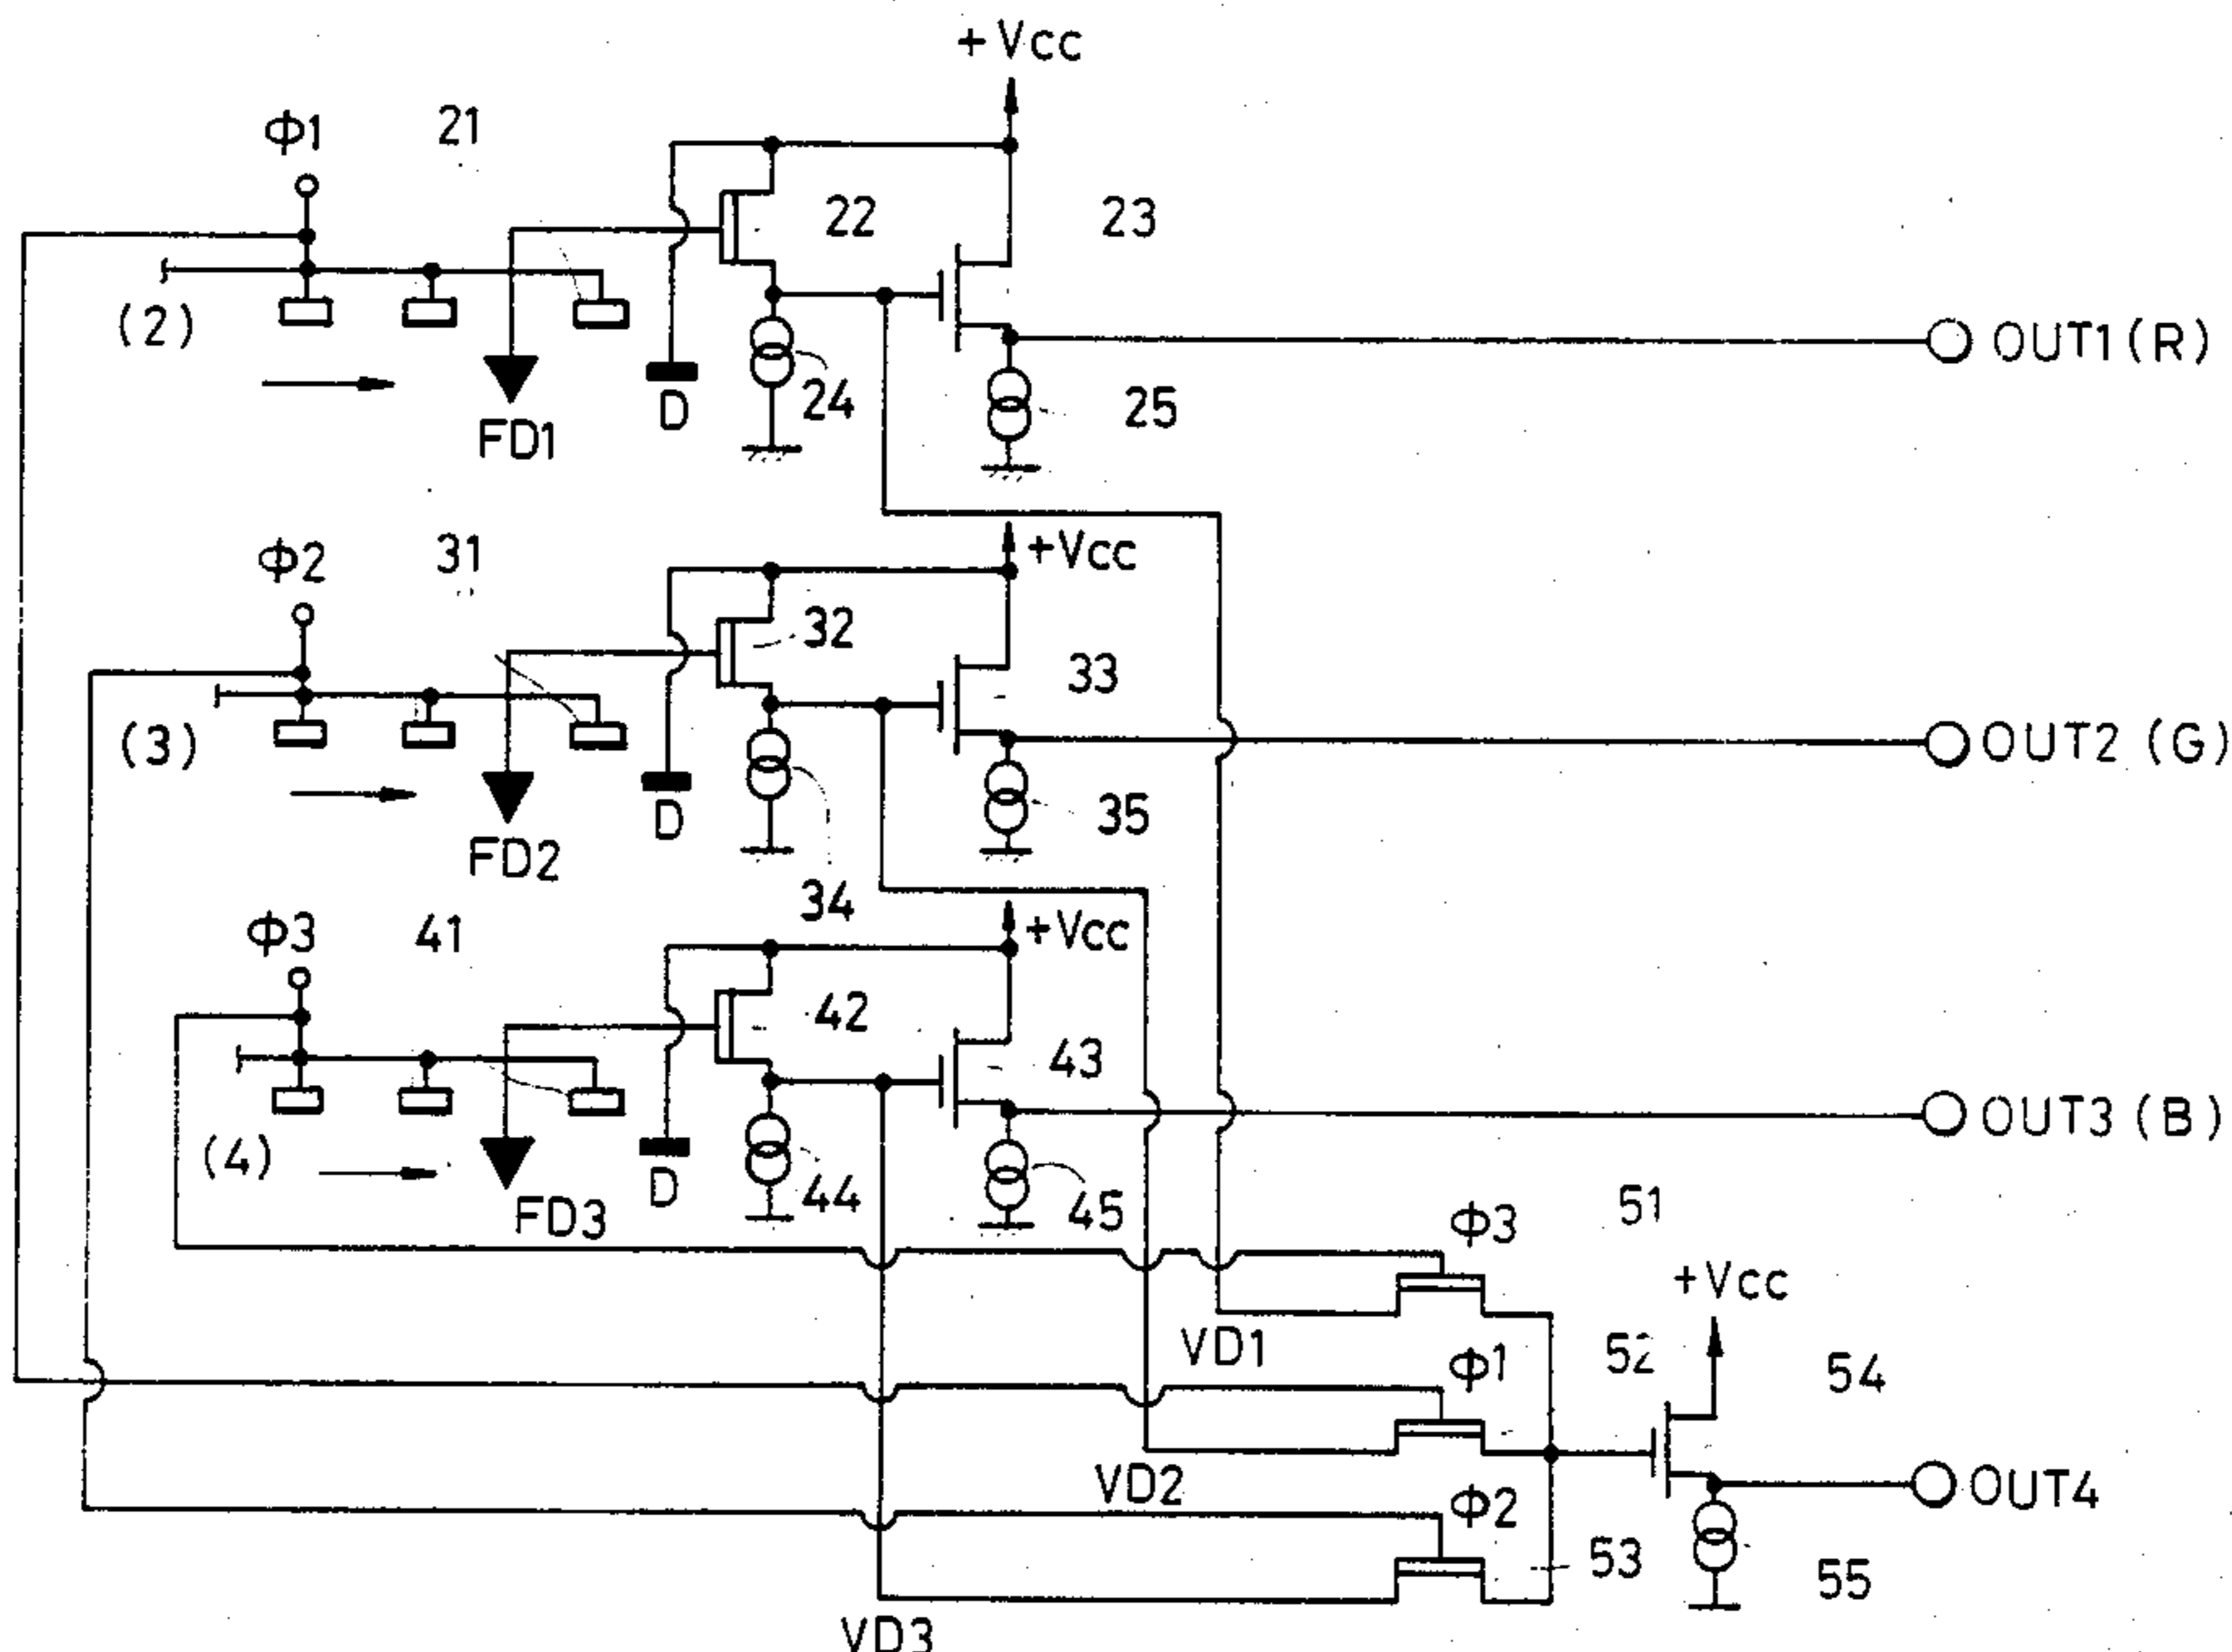 +Vcc
Φ1
21
22
23
(2)
OUT1(R)
24
25
D
FD1
Φ2
31
+Vcc
32
33
(3)
OUT2 (G)
35
D
FD2
34
Φ3
41
+Vcc
42
43
OUT3(B)
(4)
D
44
45
FD3
Φ3
51
+Vcc
VD1
Φ1
52
54
VD2
Φ2
OUT4
53
55
VD3